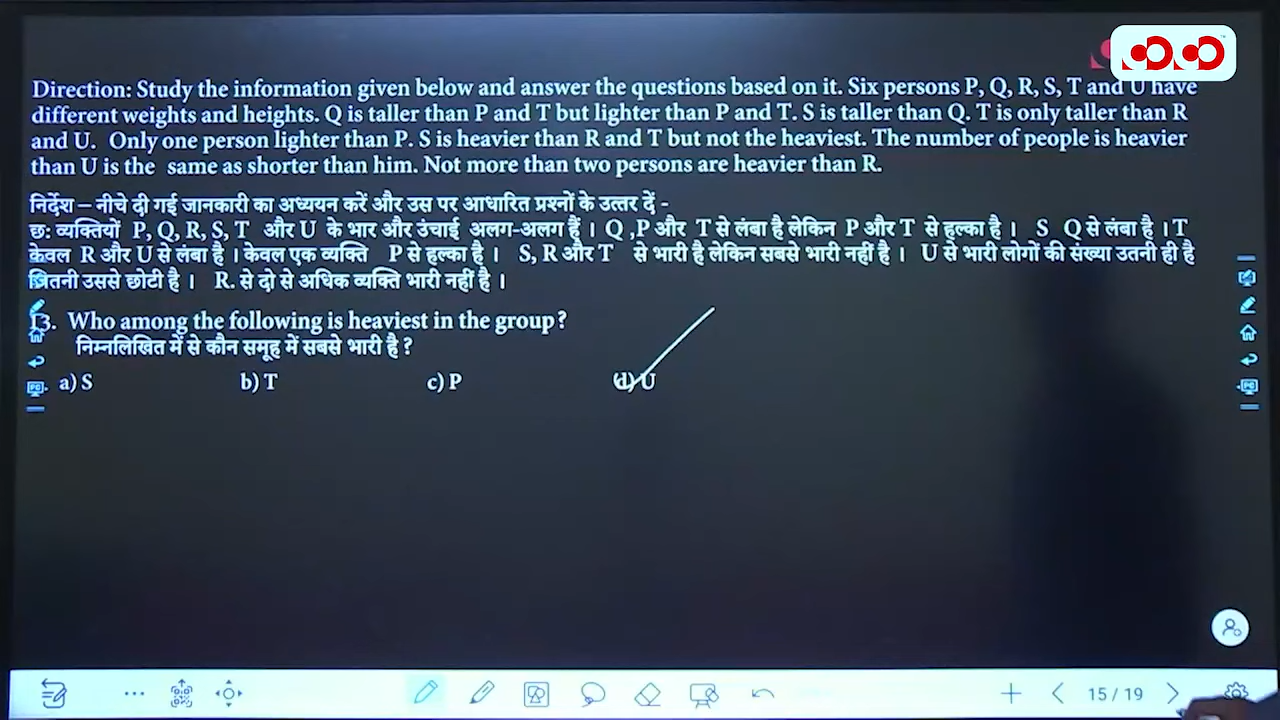 Direction: Study the information given below and answer the questions based on it. Six persons P, Q, R, S, T and U have
different weights and heights. Q is taller than P and T but lighter than P and T. S is taller than Q. T is only taller than R
and U. Only one person lighter than P. S is heavier than R and T but not the heaviest. The number of people is heavier
than U is the same as shorter than him. Not more than two persons are heavier than R.
निर्देश – नीचे दी गई जानकारी का अध्ययन करें और उस पर आधारित प्रश्नों के उत्तर दें -
छ: व्यक्तियों P, Q, R, S, T और U के भार और उंचाई अलग-अलग हैं । Q ,P और T से लंबा है लेकिन P और T से हल्का है । S Q से लंबा है । T
केवल R और U से लंबा है । केवल एक व्यक्ति P से हल्का है । S, R और T से भारी है लेकिन सबसे भारी नहीं है । U से भारी लोगों की संख्या उतनी ही है
जितनी उससे छोटी है । R. से दो से अधिक व्यक्ति भारी नहीं है ।
13. Who among the following is heaviest in the group?
निम्नलिखित में से कौन समूह में सबसे भारी है ?
a) S b) T c) P d) U
15 / 19